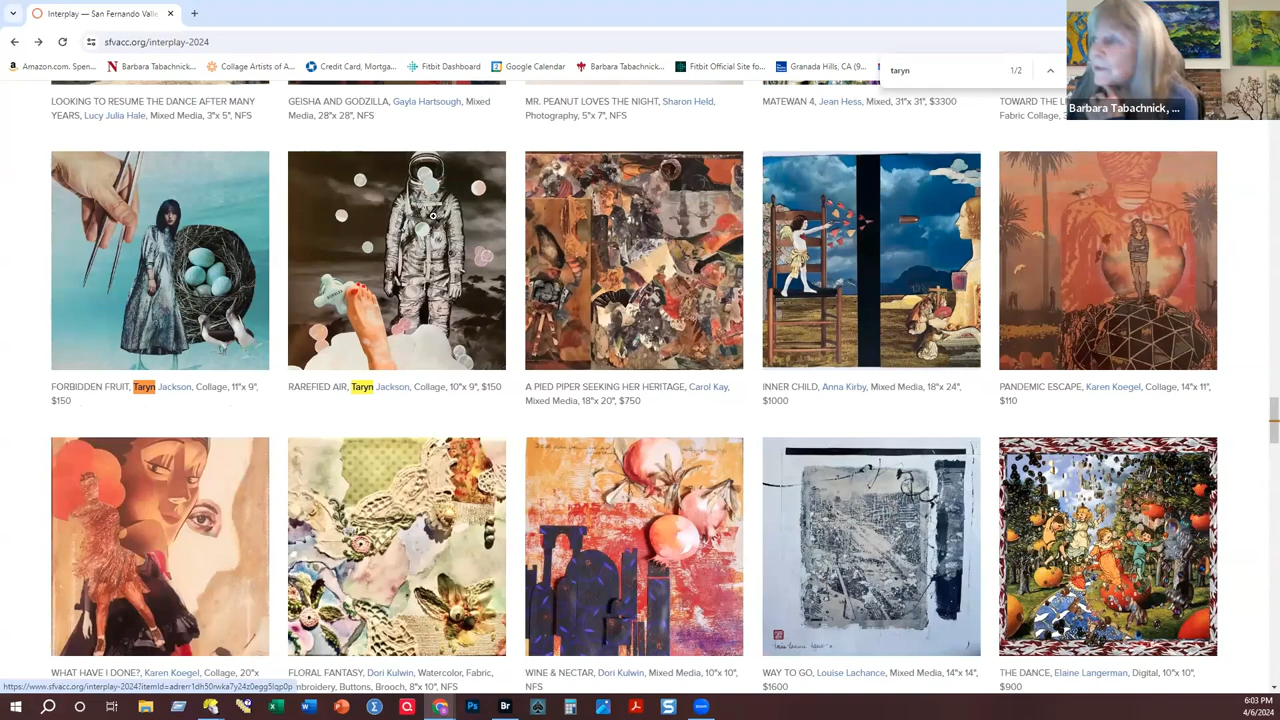 Interplay — San Fernando Valle
sfvacc.org/interplay-2024
Amazon.com. Spen...
Barbara Tabachnick...
Collage Artists of A...
Credit Card, Mortga...
Fitbit Dashboard
Google Calendar
Barbara Tabachnick,...
Fitbit Official Site fo...
Granada Hills, CA (9...
taryn
1/2
Barbara Tabachnick, ...
LOOKING TO RESUME THE DANCE AFTER MANY
YEARS, Lucy Julia Hale, Mixed Media, 3"x 5", NFS
GEISHA AND GODZILLA, Gayla Hartsough, Mixed
Media, 28"x 28", NFS
MR. PEANUT LOVES THE NIGHT, Sharon Held,
Photography, 5"x 7", NFS
MATEWAN 4, Jean Hess, Mixed, 31"x 31", $3300
TOWARD THE
Fabric Collage,
FORBIDDEN FRUIT, Taryn Jackson, Collage, 11"x 9",
$150
RAREFIED AIR, Taryn Jackson, Collage, 10"x 9", $150
A PIED PIPER SEEKING HER HERITAGE, Carol Kay,
Mixed Media, 18"x 20", $750
INNER CHILD, Anna Kirby, Mixed Media, 18"x 24",
$1000
PANDEMIC ESCAPE, Karen Koegel, Collage, 14"x 11",
$110
WHAT HAVE I DONE?, Karen Koegel, Collage, 20"x
FLORAL FANTASY, Dori Kulwin, Watercolor, Fabric,
mbroidery, Buttons, Brooch, 8"x 10", NFS
WINE & NECTAR, Dori Kulwin, Mixed Media, 10"x 10",
NFS
WAY TO GO, Louise Lachance, Mixed Media, 14"x 14",
$1600
THE DANCE, Elaine Langerman, Digital, 10"x 10",
$900
https://www.sfvacc.org/interplay-2024?itemId=adrerr1dh50rwka7y24z0egg5lqp0p
6:03 PM
4/6/2024